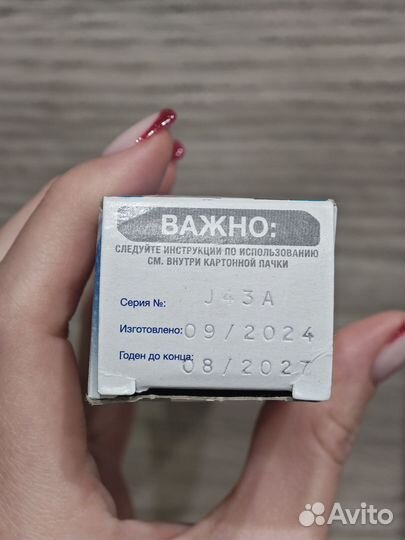 ВАЖНО:
СЛЕДУЙТЕ ИНСТРУКЦИИ ПО ИСПОЛЬЗОВАНИЮ
СМ. ВНУТРИ КАРТОННОЙ ПАЧКИ
Серия №: J43A
Изготовлено: 09/2024
Годен до конца: 08/2027
Avito